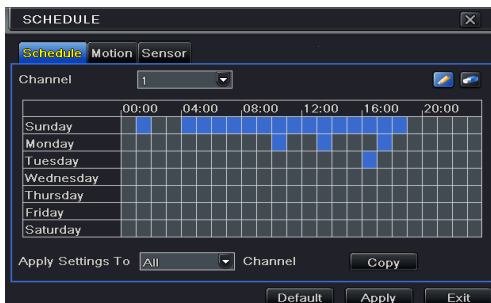 SCHEDULE
Schedule Motion Sensor
Channel 1
00:00 04:00 08:00 12:00 16:00 20:00
Sunday
Monday
Tuesday
Wednesday
Thursday
Friday
Saturday
Apply Settings To All Channel Copy
Default Apply Exit